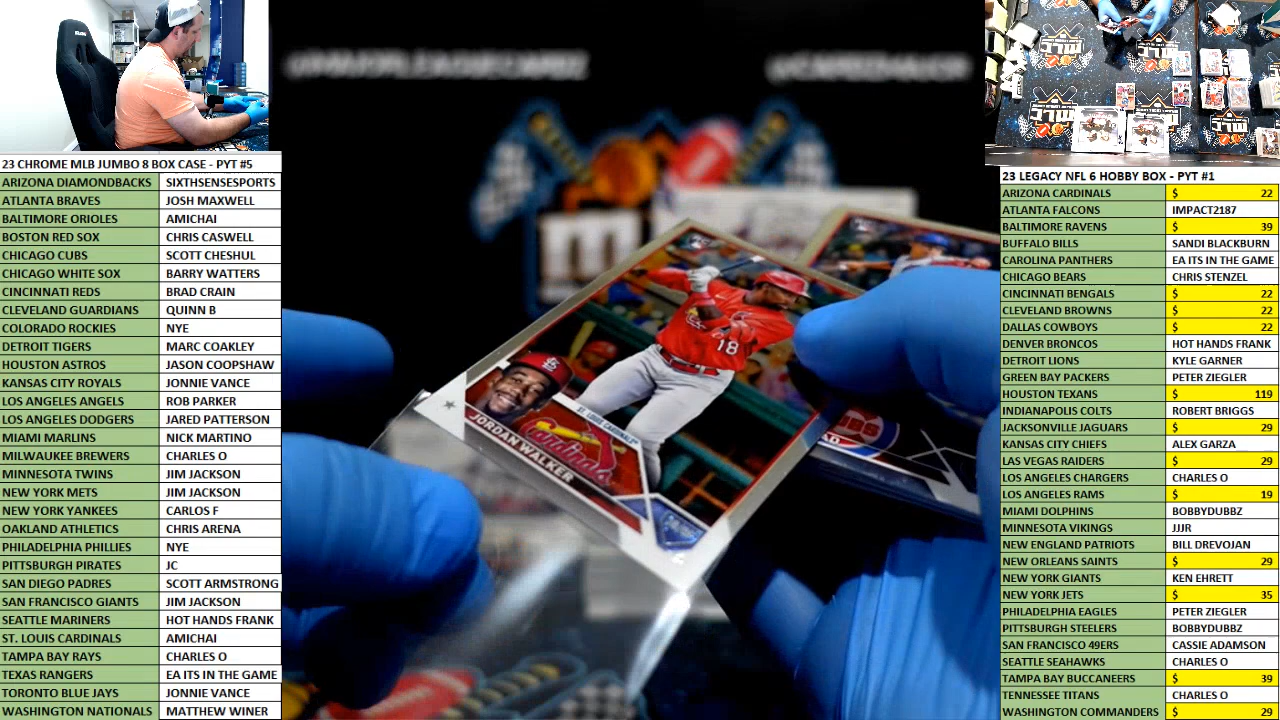 23 CHROME MLB JUMBO 8 BOX CASE - PYT #5
ARIZONA DIAMONDBACKS SIXTHSENSESPORTS
ATLANTA BRAVES JOSH MAXWELL
BALTIMORE ORIOLES AMICHAI
BOSTON RED SOX CHRIS CASWELL
CHICAGO CUBS SCOTT CHESHUL
CHICAGO WHITE SOX BARRY WATTERS
CINCINNATI REDS BRAD CRAIN
CLEVELAND GUARDIANS QUINN B
COLORADO ROCKIES NYE
DETROIT TIGERS MARC COAKLEY
HOUSTON ASTROS JASON COOPSHAW
KANSAS CITY ROYALS JONNIE VANCE
LOS ANGELES ANGELS ROB PARKER
LOS ANGELES DODGERS JARED PATTERSON
MIAMI MARLINS NICK MARTINO
MILWAUKEE BREWERS CHARLES O
MINNESOTA TWINS JIM JACKSON
NEW YORK METS JIM JACKSON
NEW YORK YANKEES CARLOS F
OAKLAND ATHLETICS CHRIS ARENA
PHILADELPHIA PHILLIES NYE
PITTSBURGH PIRATES JC
SAN DIEGO PADRES SCOTT ARMSTRONG
SAN FRANCISCO GIANTS JIM JACKSON
SEATTLE MARINERS HOT HANDS FRANK
ST. LOUIS CARDINALS AMICHAI
TAMPA BAY RAYS CHARLES O
TEXAS RANGERS EA ITS IN THE GAME
TORONTO BLUE JAYS JONNIE VANCE
WASHINGTON NATIONALS MATTHEW WINER
18
ST. LOUIS CARDINALS
Cardinals
JORDAN WALKER
23 LEGACY NFL 6 HOBBY BOX - PYT #1
ARIZONA CARDINALS $ 22
ATLANTA FALCONS IMPACT2187
BALTIMORE RAVENS $ 39
BUFFALO BILLS SANDI BLACKBURN
CAROLINA PANTHERS EA ITS IN THE GAME
CHICAGO BEARS CHRIS STENZEL
CINCINNATI BENGALS $ 22
CLEVELAND BROWNS $ 22
DALLAS COWBOYS $ 22
DENVER BRONCOS HOT HANDS FRANK
DETROIT LIONS KYLE GARNER
GREEN BAY PACKERS PETER ZIEGLER
HOUSTON TEXANS $ 119
INDIANAPOLIS COLTS ROBERT BRIGGS
JACKSONVILLE JAGUARS $ 29
KANSAS CITY CHIEFS ALEX GARZA
LAS VEGAS RAIDERS $ 29
LOS ANGELES CHARGERS CHARLES O
LOS ANGELES RAMS $ 19
MIAMI DOLPHINS BOBBYDUBBZ
MINNESOTA VIKINGS JJJR
NEW ENGLAND PATRIOTS BILL DREVOJAN
NEW ORLEANS SAINTS $ 29
NEW YORK GIANTS KEN EHRETT
NEW YORK JETS $ 35
PHILADELPHIA EAGLES PETER ZIEGLER
PITTSBURGH STEELERS BOBBYDUBBZ
SAN FRANCISCO 49ERS CASSIE ADAMSON
SEATTLE SEAHAWKS CHARLES O
TAMPA BAY BUCCANEERS $ 39
TENNESSEE TITANS CHARLES O
WASHINGTON COMMANDERS $ 29